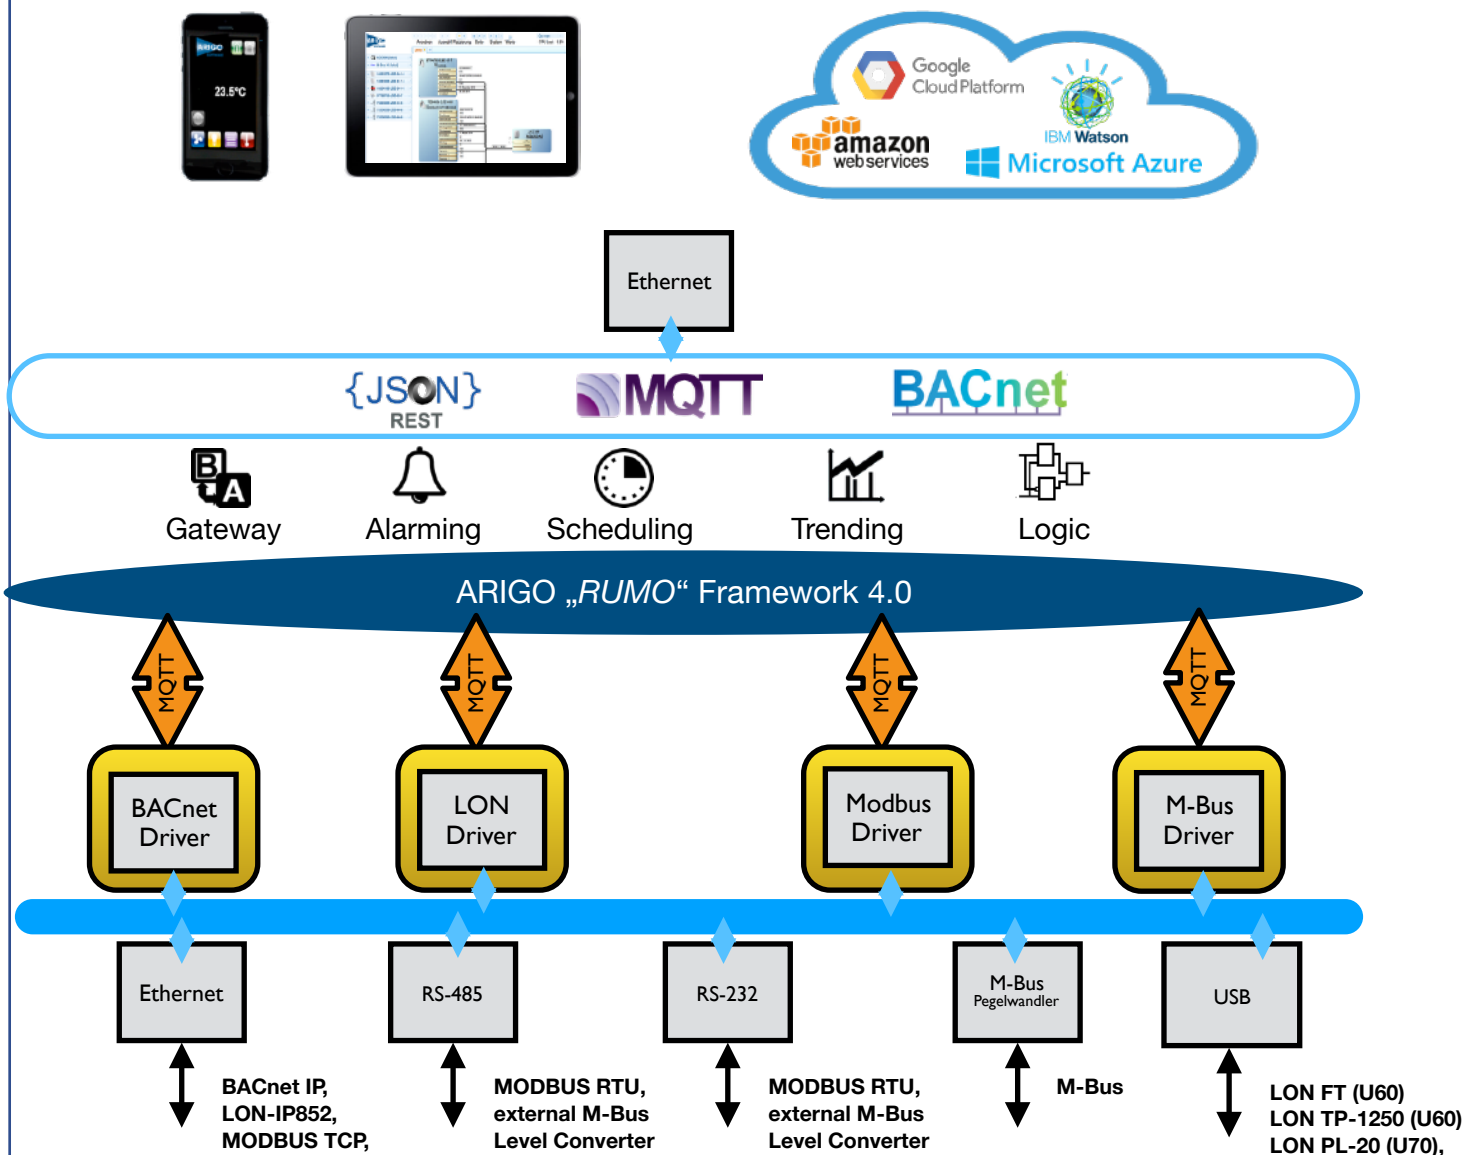 ARIGO
23.5°C
Google
Cloud Platform
IBM Watson
amazon
web services
Microsoft Azure
Ethernet
{JSON}
REST
MQTT
BACnet
B
A
Gateway
Alarming
Scheduling
Trending
Logic
ARIGO „RUMO“ Framework 4.0
MQTT
MQTT
MQTT
MQTT
BACnet
Driver
LON
Driver
Modbus
Driver
M-Bus
Driver
Ethernet
RS-485
RS-232
M-Bus
Pegelwandler
USB
BACnet IP,
LON-IP852,
MODBUS TCP,
MODBUS RTU,
external M-Bus
Level Converter
MODBUS RTU,
external M-Bus
Level Converter
M-Bus
LON FT (U60)
LON TP-1250 (U60)
LON PL-20 (U70),